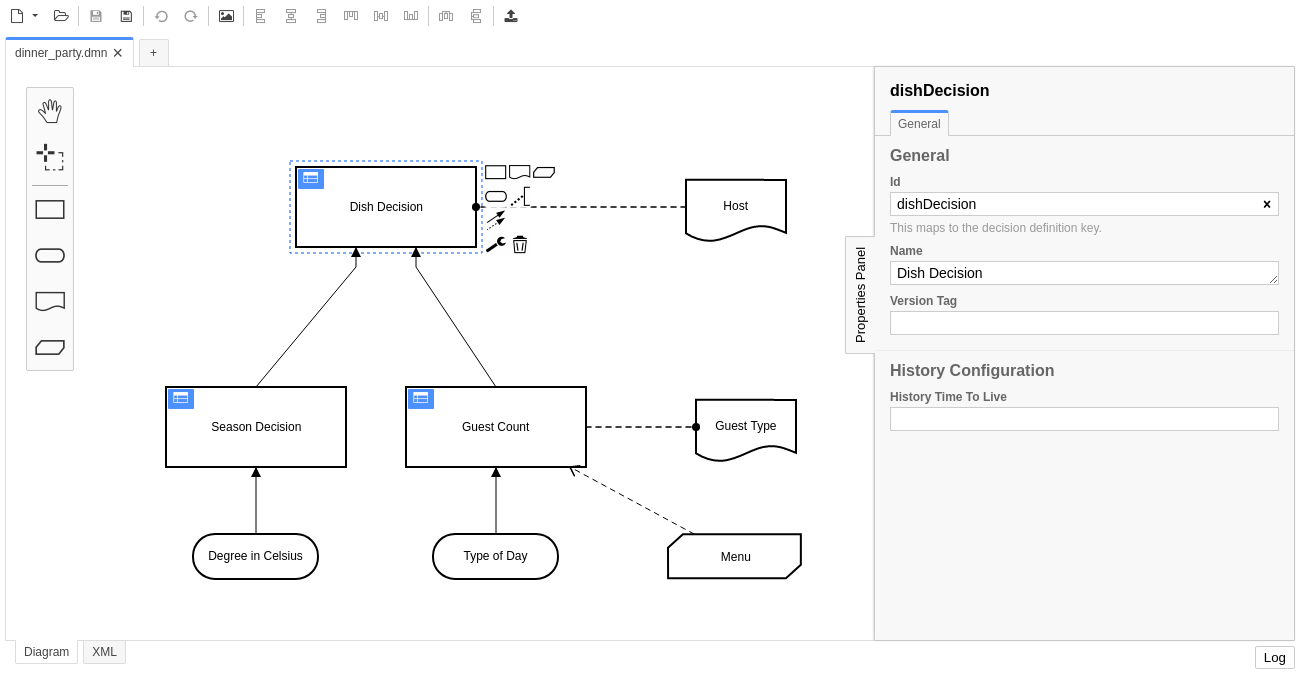 dinner_party.dmn
+
Dish Decision
Host
Season Decision
Guest Count
Guest Type
Degree in Celsius
Type of Day
Menu
Properties Panel
dishDecision
General
General
Id
dishDecision
This maps to the decision definition key.
Name
Dish Decision
Version Tag
History Configuration
History Time To Live
Diagram
XML
Log